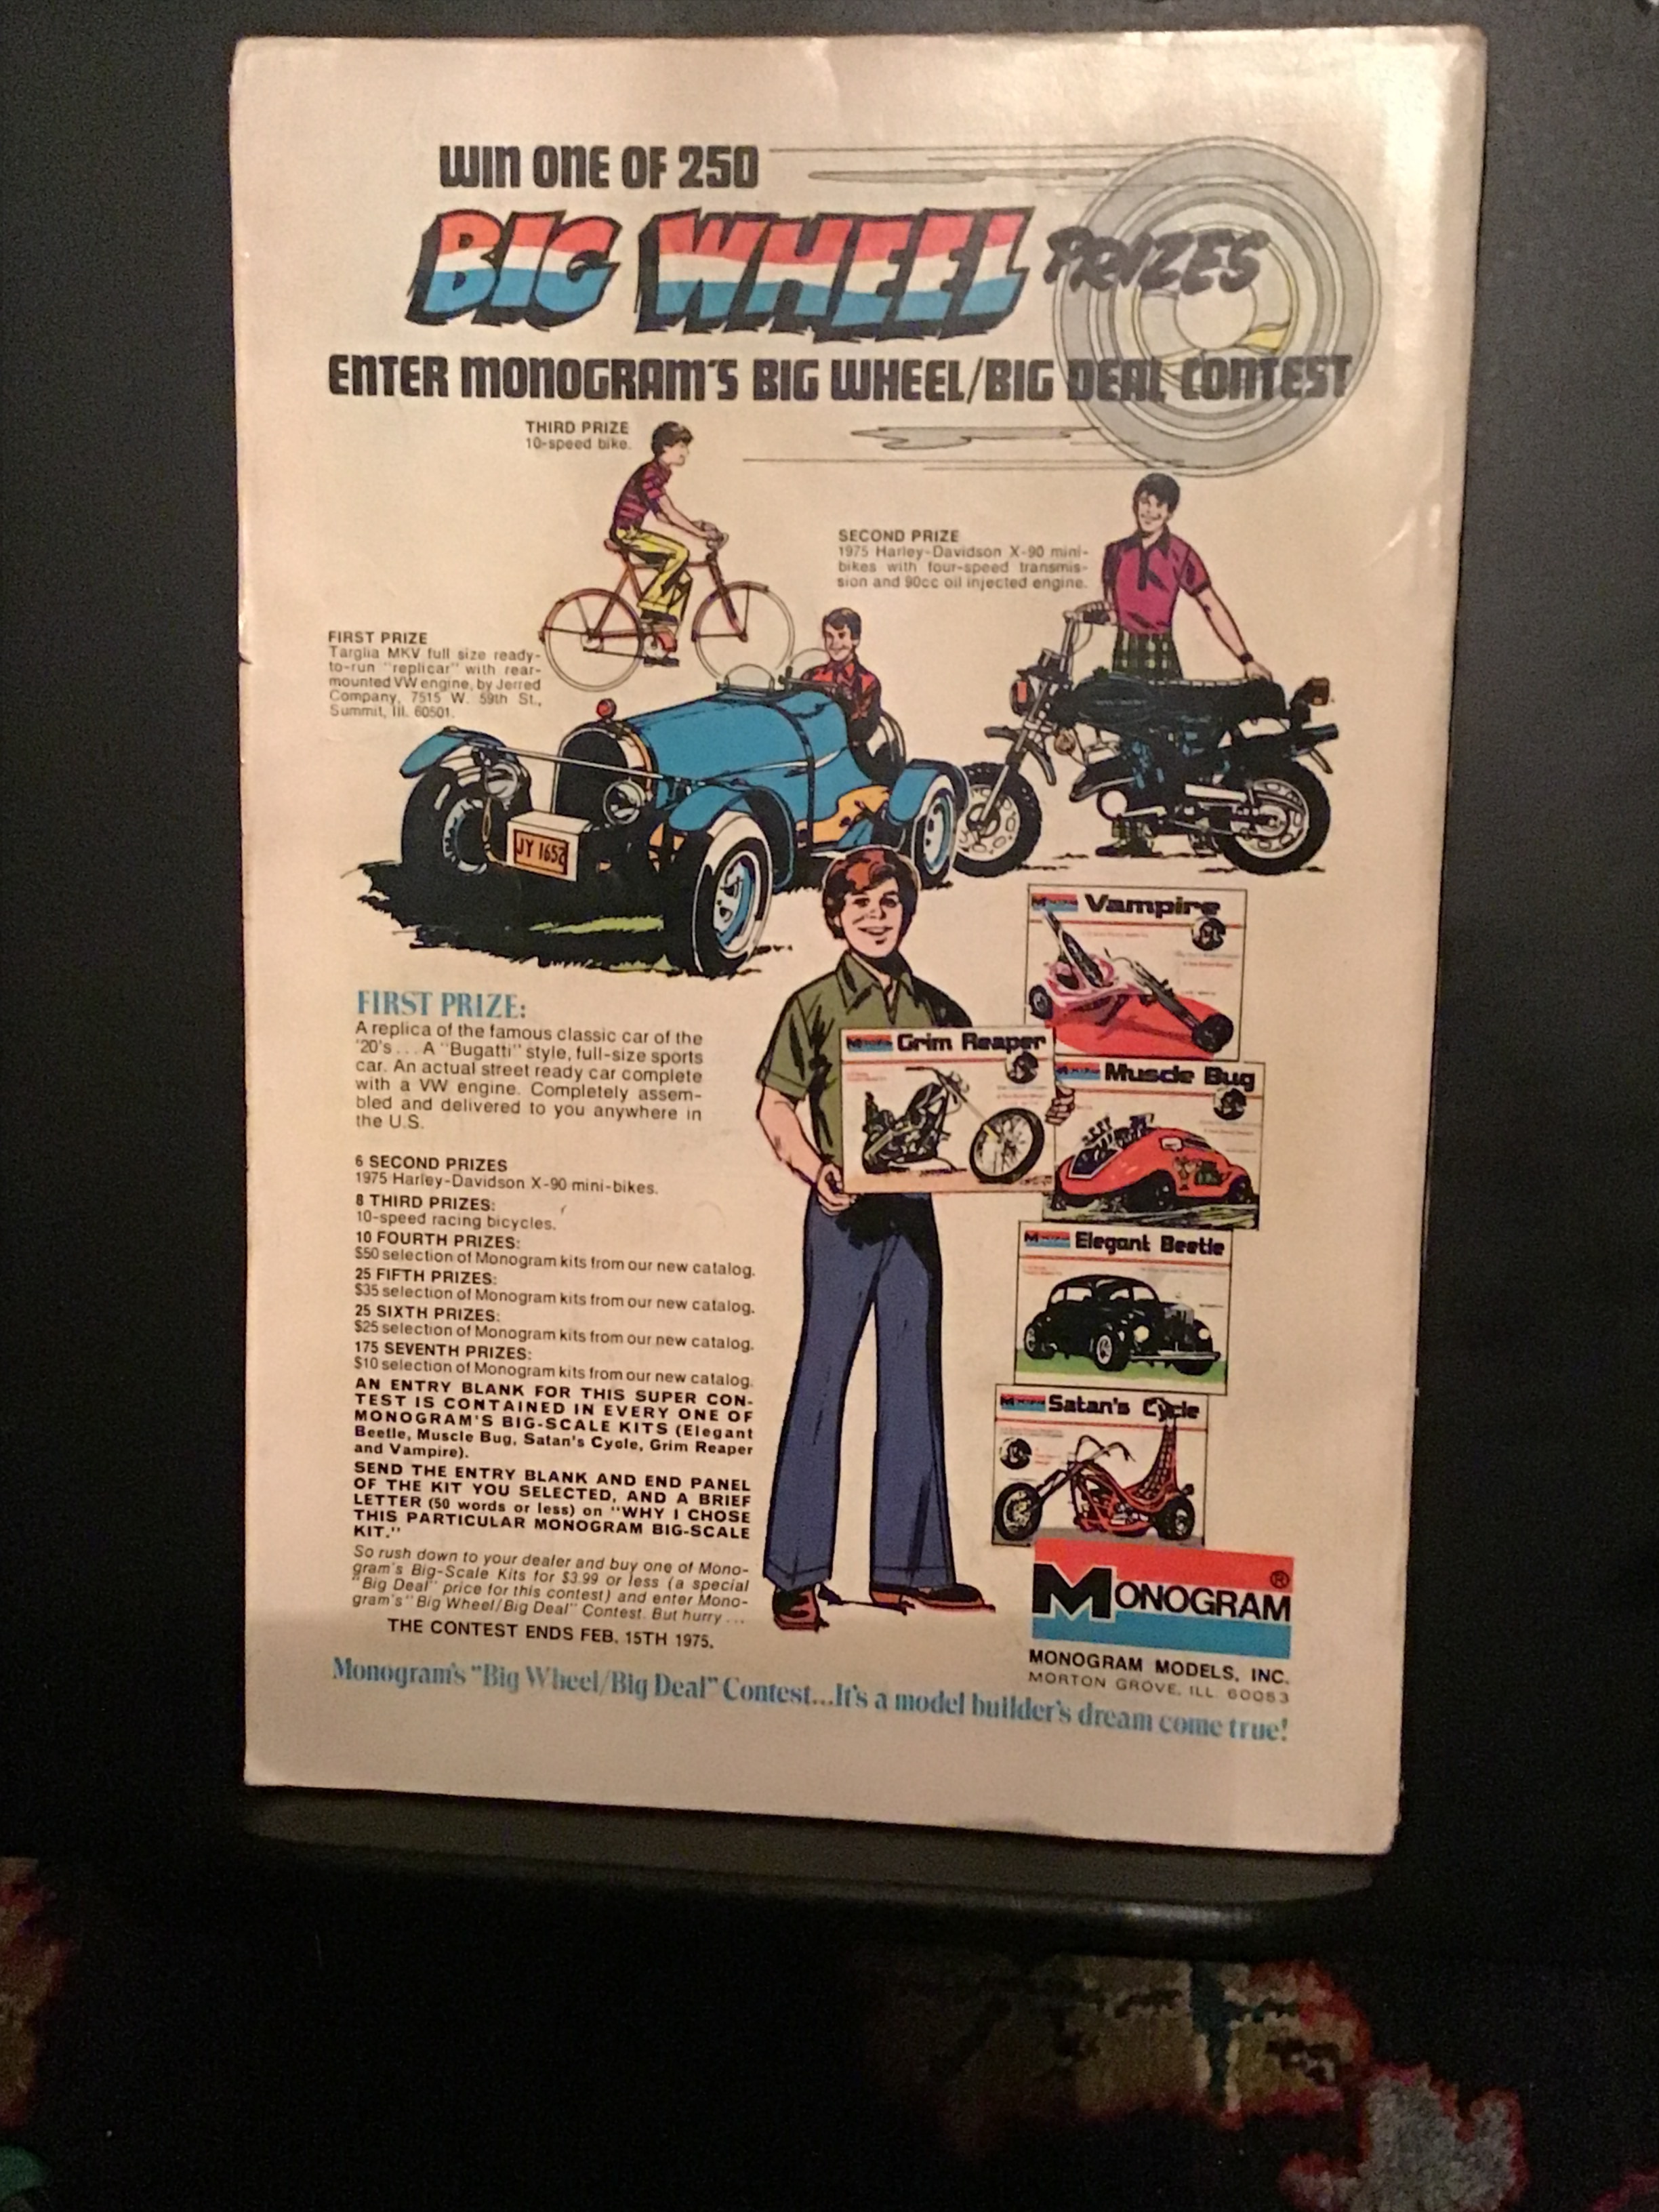 WIN ONE OF 250
BIG WHEEL PRIZES
ENTER MONOGRAM'S BIG WHEEL/BIG DEAL CONTEST
THIRD PRIZE
10-speed bike.
SECOND PRIZE
1975 Harley-Davidson X-90 mini-
bikes with four-speed transmis-
sion and 90cc oil injected engine.
FIRST PRIZE
Targlia MKV full size ready-
to-run "replicar" with rear-
mounted VW engine, by Jerred
Company, 7515 W. 59th St.,
Summit, Ill. 60501.
JY 1652
FIRST PRIZE:
A replica of the famous classic car of the
'20's... A "Bugatti" style, full-size sports
car. An actual street ready car complete
with a VW engine. Completely assem-
bled and delivered to you anywhere in
the U.S.
6 SECOND PRIZES
1975 Harley-Davidson X-90 mini-bikes.
8 THIRD PRIZES:
10-speed racing bicycles.
10 FOURTH PRIZES:
$50 selection of Monogram kits from our new catalog.
25 FIFTH PRIZES:
$35 selection of Monogram kits from our new catalog.
25 SIXTH PRIZES:
$25 selection of Monogram kits from our new catalog.
175 SEVENTH PRIZES:
$10 selection of Monogram kits from our new catalog.
AN ENTRY BLANK FOR THIS SUPER CON-
TEST IS CONTAINED IN EVERY ONE OF
MONOGRAM'S BIG-SCALE KITS (Elegant
Beetle, Muscle Bug, Satan's Cycle, Grim Reaper
and Vampire).
SEND THE ENTRY BLANK AND END PANEL
OF THE KIT YOU SELECTED, AND A BRIEF
LETTER (50 words or less) on "WHY I CHOSE
THIS PARTICULAR MONOGRAM BIG-SCALE
KIT."
So rush down to your dealer and buy one of Mono-
gram's Big-Scale Kits for $3.99 or less (a special
"Big Deal" price for this contest) and enter Mono-
gram's "Big Wheel/Big Deal" Contest. But hurry...
THE CONTEST ENDS FEB. 15TH 1975.
Vampire
Grim Reaper
Muscle Bug
Elegant Beetle
Satan's Cycle
MONOGRAM ®
MONOGRAM MODELS, INC.
MORTON GROVE, ILL. 60053
Monogram's "Big Wheel/Big Deal" Contest...It's a model builder's dream come true!